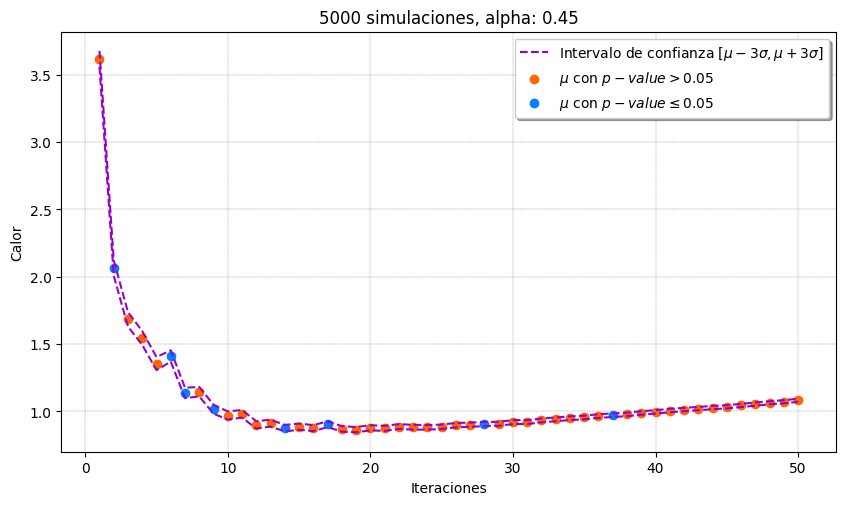 5000 simulaciones, alpha: 0.45
Intervalo de confianza [μ − 3σ, μ + 3σ]
μ con p − value > 0.05
μ con p − value ≤ 0.05
Calor
3.5
3.0
2.5
2.0
1.5
1.0
0 10 20 30 40 50
Iteraciones